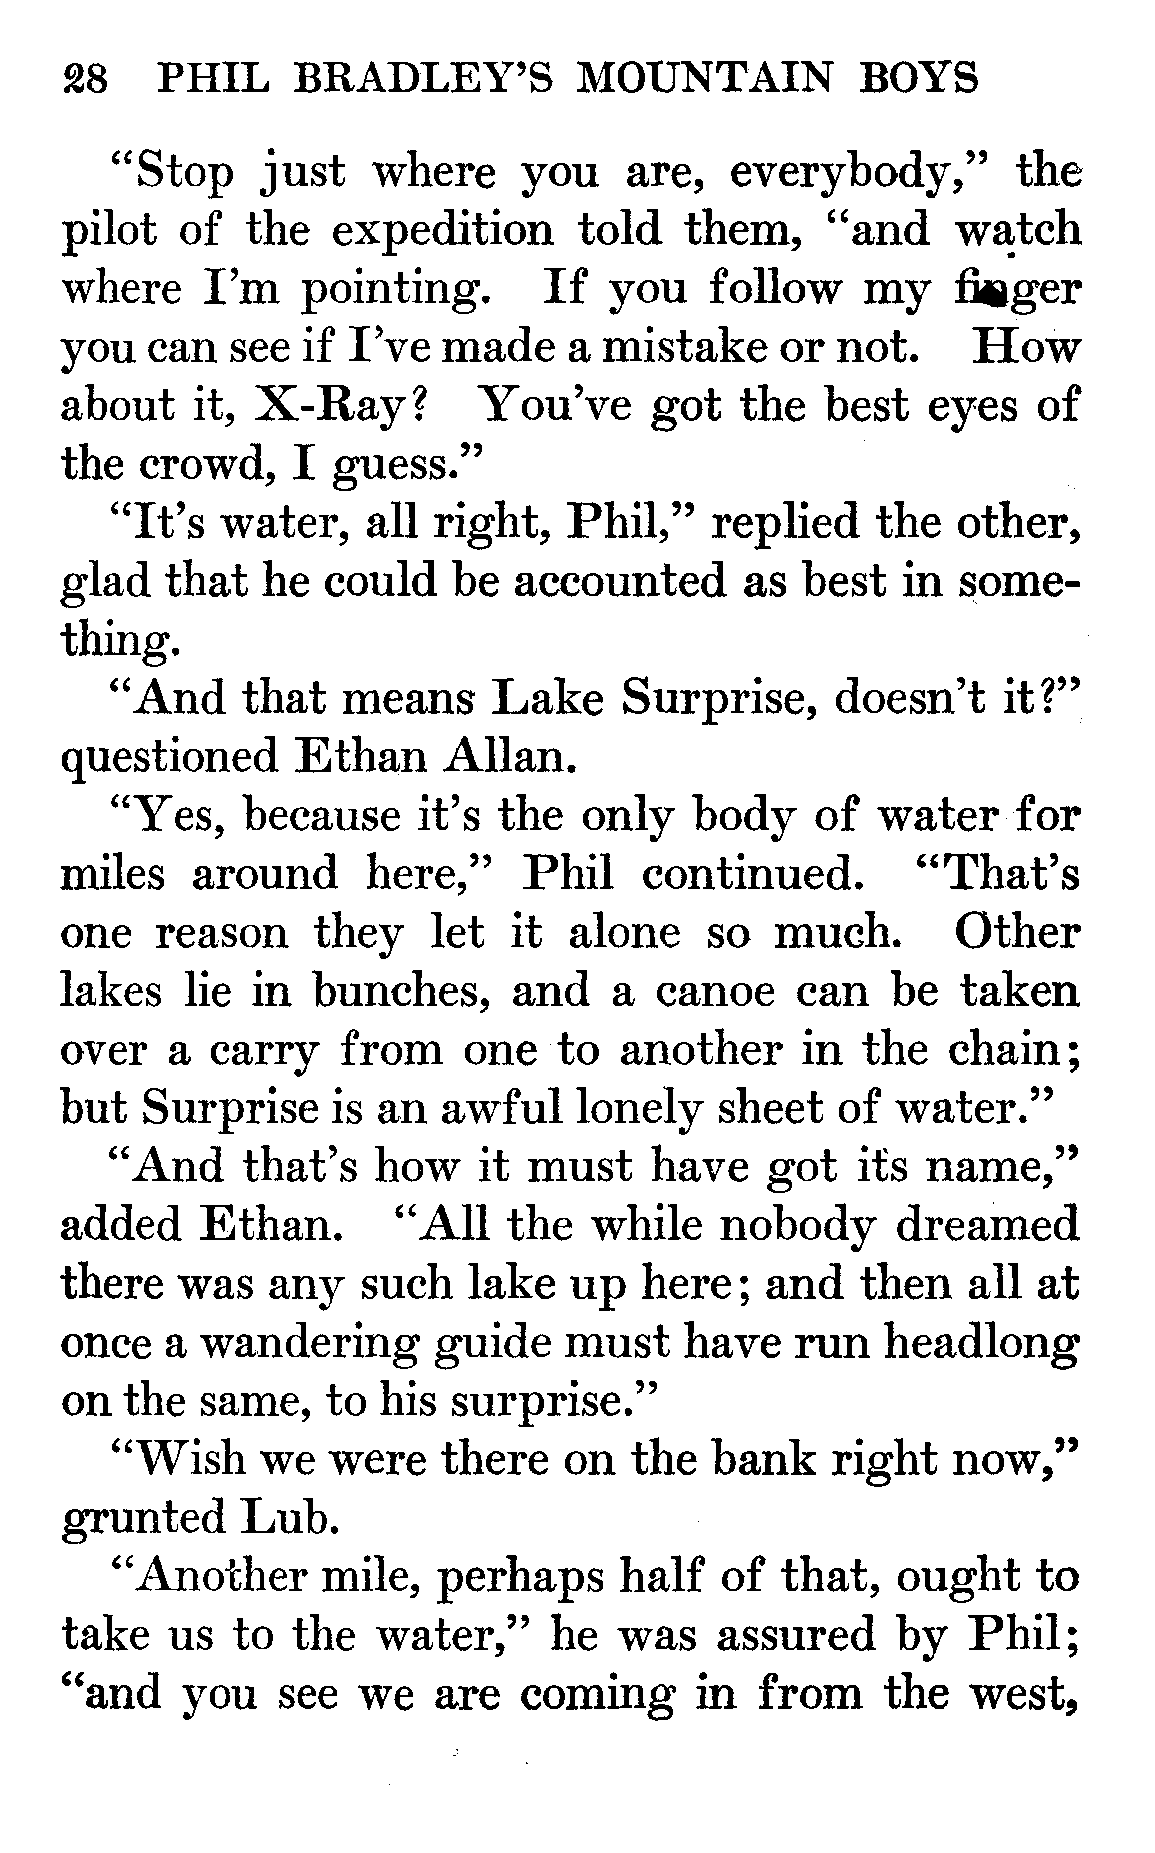 28 PHIL BRADLEY'S MOUNTAIN BOYS
“Stop just where you are, everybody,” the
pilot of the expedition told them, “and watch
where I'm pointing. If you follow my finger
you can see if I've made a mistake or not. How
about it, X-Ray? You've got the best eyes of
the crowd, I guess.”
“It's water, all right, Phil,” replied the other,
glad that he could be accounted as best in some-
thing.
“And that means Lake Surprise, doesn't it?”
questioned Ethan Allan.
“Yes, because it's the only body of water for
miles around here,” Phil continued. “That's
one reason they let it alone so much. Other
lakes lie in bunches, and a canoe can be taken
over a carry from one to another in the chain;
but Surprise is an awful lonely sheet of water.”
“And that's how it must have got its name,”
added Ethan. “All the while nobody dreamed
there was any such lake up here; and then all at
once a wandering guide must have run headlong
on the same, to his surprise.”
“Wish we were there on the bank right now,”
grunted Lub.
“Another mile, perhaps half of that, ought to
take us to the water,” he was assured by Phil;
“and you see we are coming in from the west,